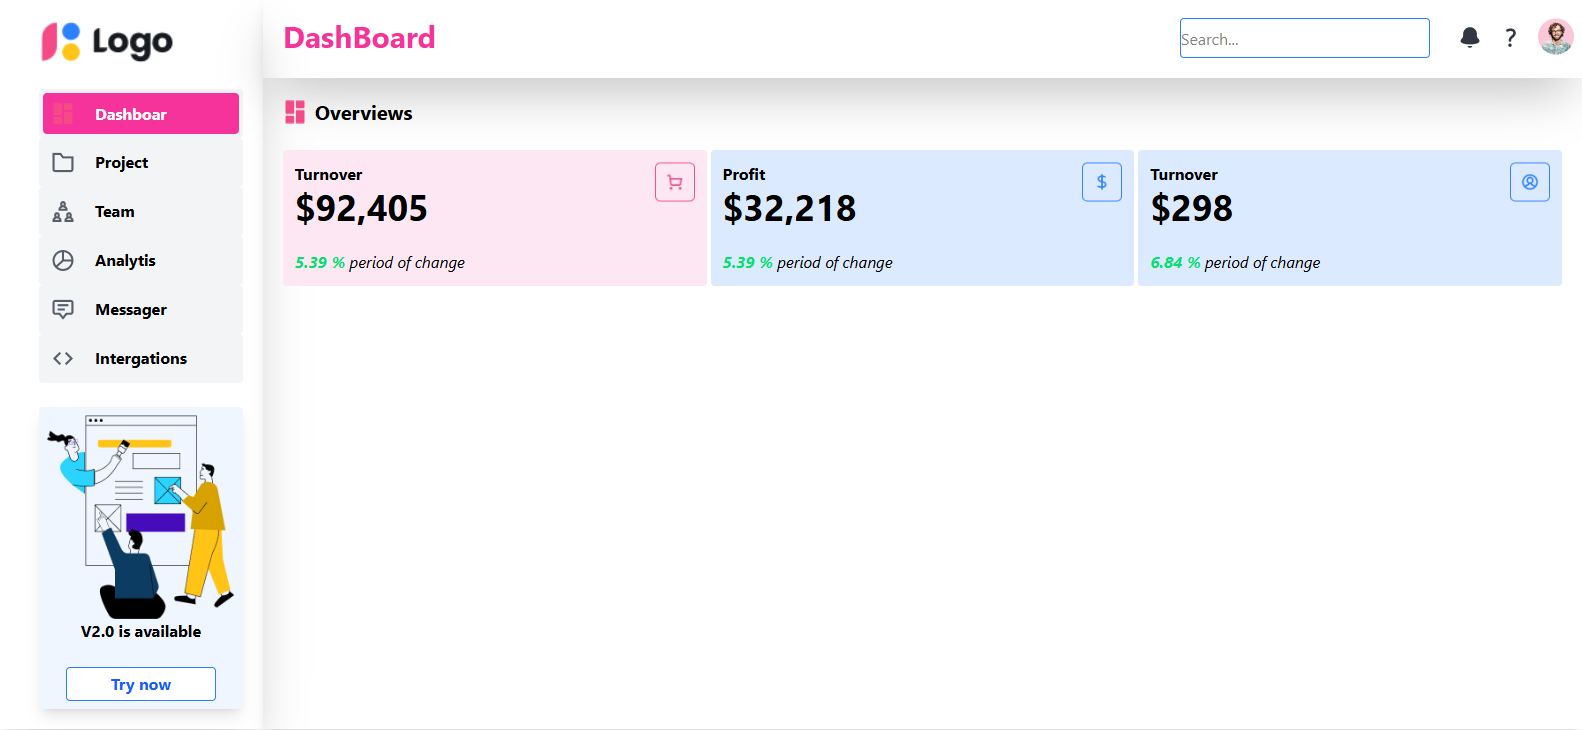 Logo
Dashboar
Project
Team
Analytis
Messager
Intergations
V2.0 is available
Try now
DashBoard
Search...
?
Overviews
Turnover
$92,405
5.39 % period of change
Profit
$32,218
5.39 % period of change
$
Turnover
$298
6.84 % period of change